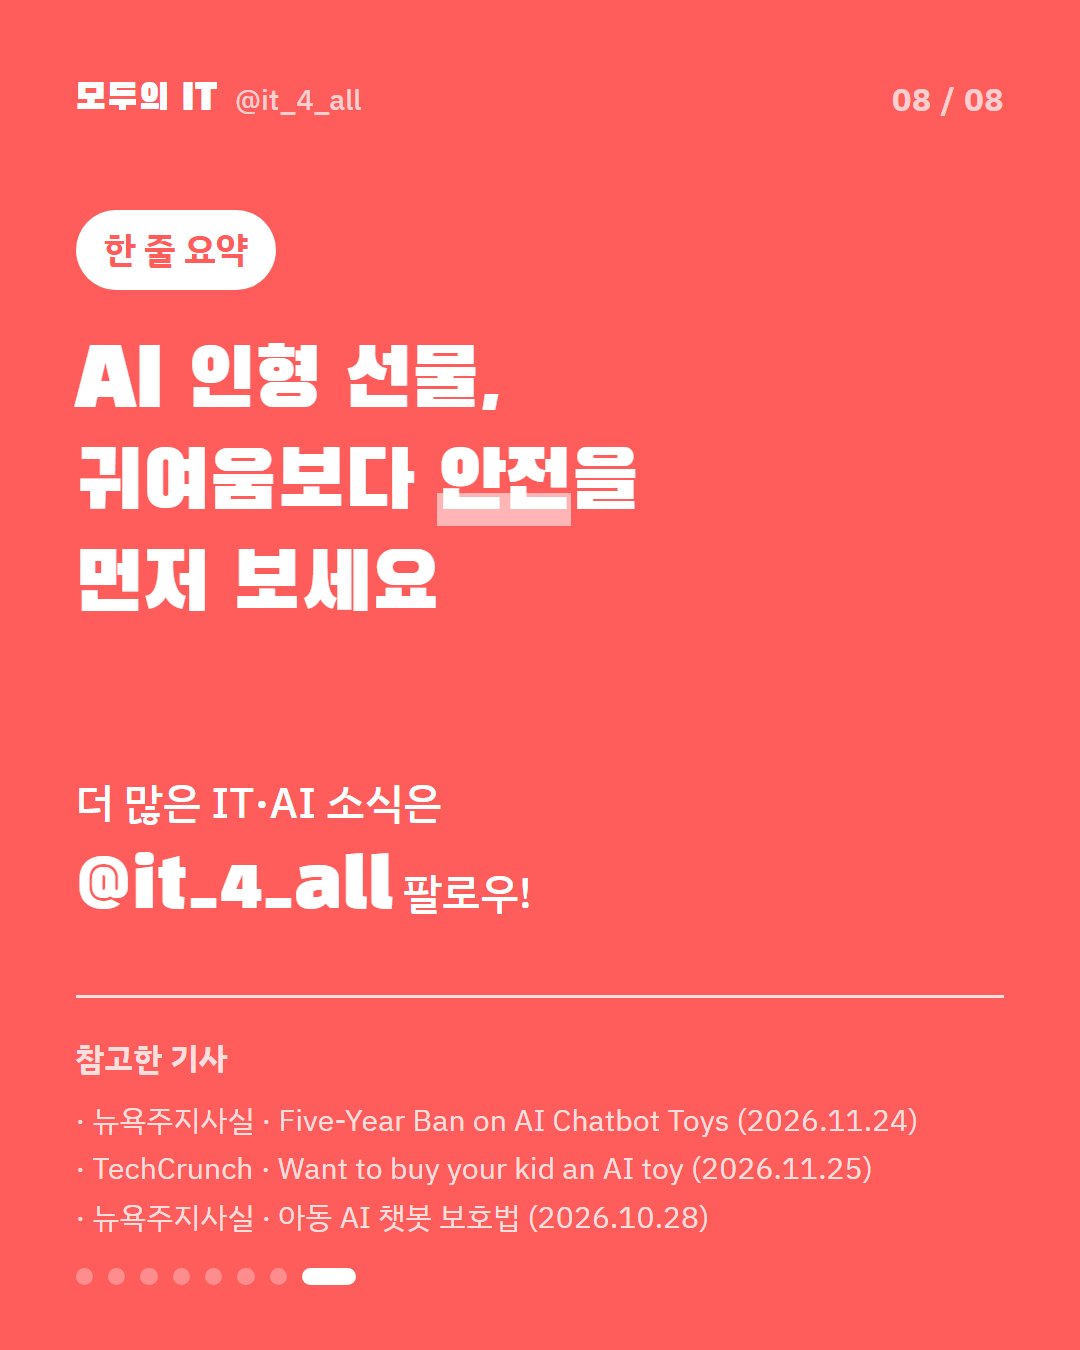 모두의 IT @it_4_all
08 / 08
한 줄 요약
AI 인형 선물,
귀여움보다 안전을
먼저 보세요
더 많은 IT·AI 소식은
@it_4_all 팔로우!
참고한 기사
· 뉴욕주지사실 · Five-Year Ban on AI Chatbot Toys (2026.11.24)
· TechCrunch · Want to buy your kid an AI toy (2026.11.25)
· 뉴욕주지사실 · 아동 AI 챗봇 보호법 (2026.10.28)